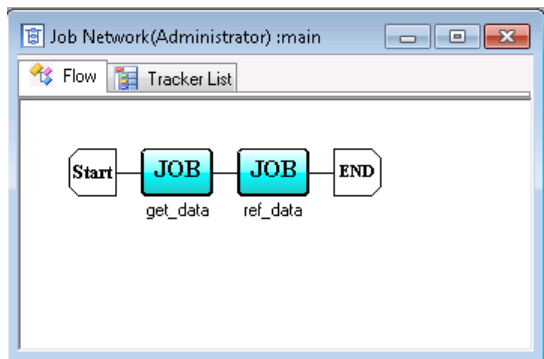 Job Network(Administrator) :main
Flow Tracker List
Start JOB JOB END
get_data ref_data